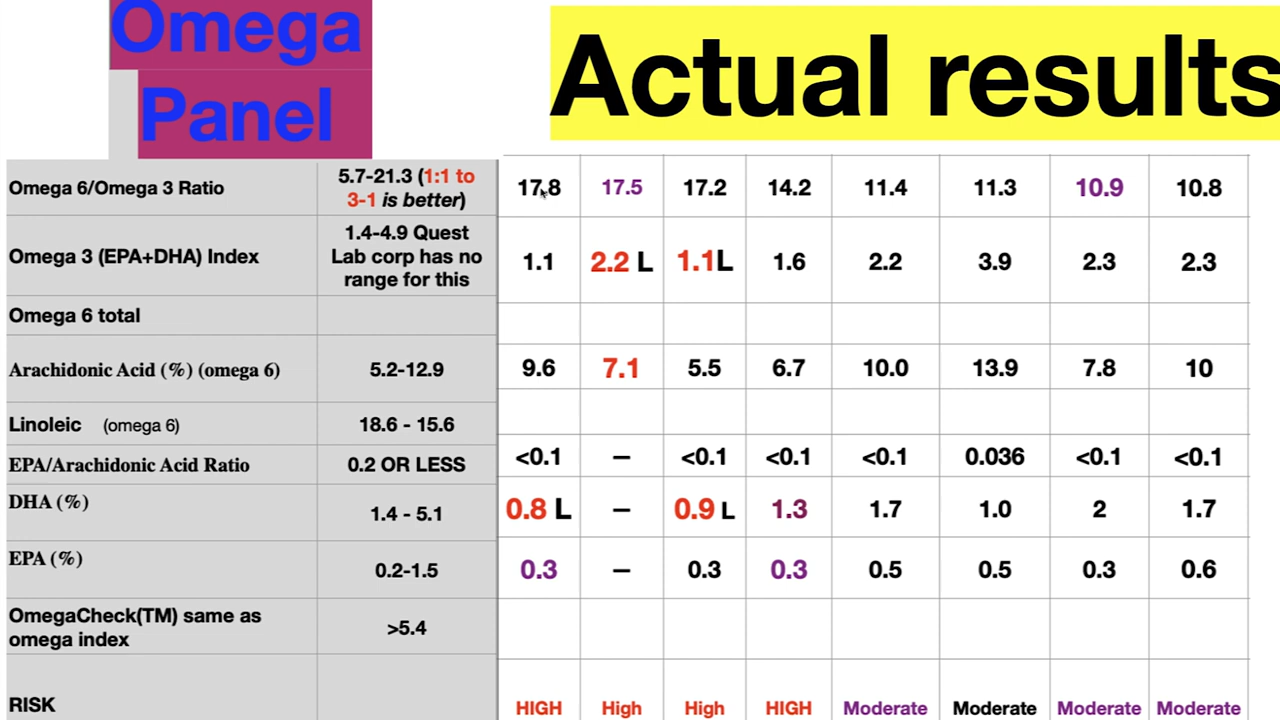 Omega
Panel
Actual results
Omega 6/Omega 3 Ratio
5.7-21.3 (1:1 to
3-1 is better)
17.8 17.5 17.2 14.2 11.4 11.3 10.9 10.8
Omega 3 (EPA+DHA) Index
1.4-4.9 Quest
Lab corp has no
range for this
1.1 2.2 L 1.1L 1.6 2.2 3.9 2.3 2.3
Omega 6 total
Arachidonic Acid (%) (omega 6) 5.2-12.9 9.6 7.1 5.5 6.7 10.0 13.9 7.8 10
Linoleic (omega 6) 18.6 - 15.6
EPA/Arachidonic Acid Ratio 0.2 OR LESS <0.1 – <0.1 <0.1 <0.1 0.036 <0.1 <0.1
DHA (%) 1.4 - 5.1 0.8 L – 0.9 L 1.3 1.7 1.0 2 1.7
EPA (%) 0.2-1.5 0.3 – 0.3 0.3 0.5 0.5 0.3 0.6
OmegaCheck(TM) same as
omega index
>5.4
RISK HIGH High High HIGH Moderate Moderate Moderate Moderate